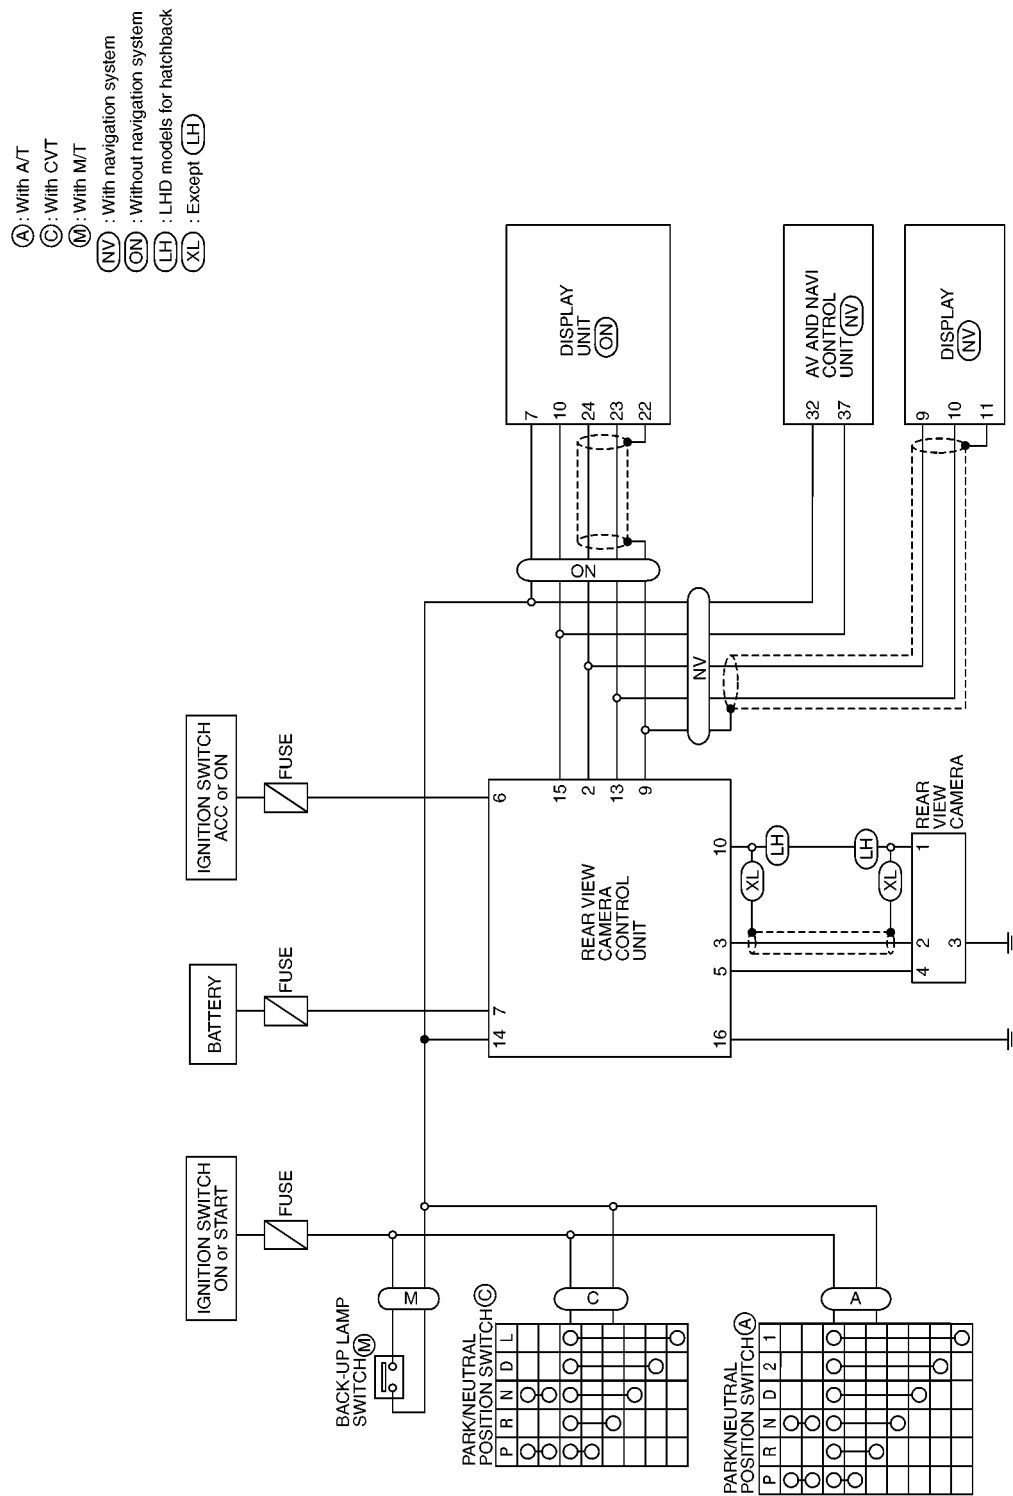 Ⓐ : With A/T
Ⓒ : With CVT
Ⓜ : With M/T
NV : With navigation system
ON : Without navigation system
LH : LHD models for hatchback
XL : Except LH
IGNITION SWITCH
ON or START
FUSE
BATTERY
FUSE
IGNITION SWITCH
ACC or ON
FUSE
BACK-UP LAMP
SWITCH Ⓜ
M
PARK/NEUTRAL
POSITION SWITCH Ⓒ
C
P R N D L
PARK/NEUTRAL
POSITION SWITCH Ⓐ
A
P R N D 2 1
REAR VIEW
CAMERA
CONTROL
UNIT
14 7 6
15
2
13
9
16 5 3 10
ON
NV
DISPLAY
UNIT ON
7
10
24
23
22
AV AND NAVI
CONTROL
UNIT NV
32
37
DISPLAY
NV
9
10
11
XL LH
LH
XL
REAR
VIEW
CAMERA
4 2 1
3